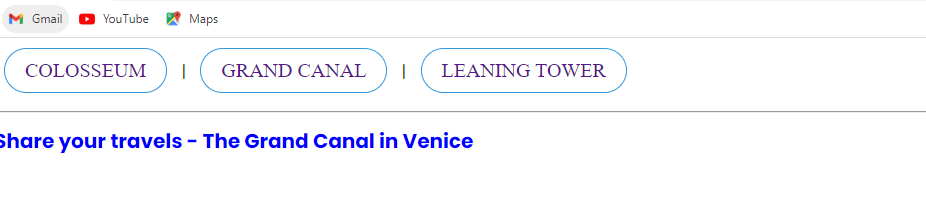 Gmail YouTube Maps
COLOSSEUM | GRAND CANAL | LEANING TOWER
Share your travels - The Grand Canal in Venice